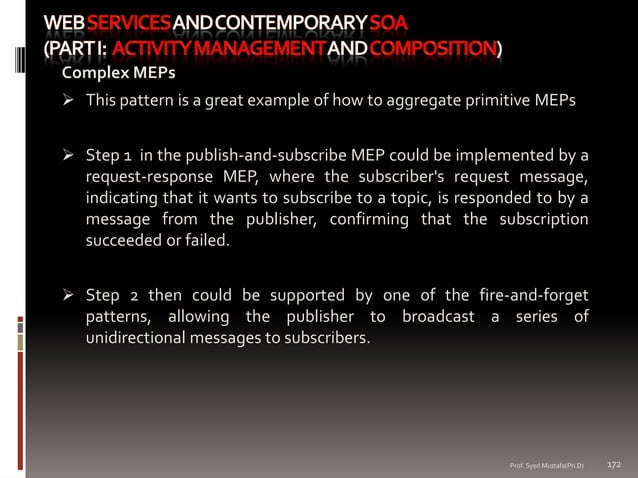 WEB SERVICES AND CONTEMPORARY SOA
(PART I: ACTIVITY MANAGEMENT AND COMPOSITION)
Complex MEPs
➢ This pattern is a great example of how to aggregate primitive MEPs
➢ Step 1 in the publish-and-subscribe MEP could be implemented by a
request-response MEP, where the subscriber's request message,
indicating that it wants to subscribe to a topic, is responded to by a
message from the publisher, confirming that the subscription
succeeded or failed.
➢ Step 2 then could be supported by one of the fire-and-forget
patterns, allowing the publisher to broadcast a series of
unidirectional messages to subscribers.
Prof. Syed Mustafa(Ph.D) 172